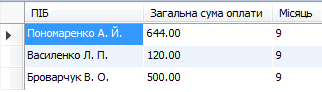 ПІБ Загальна сума оплати Місяць
Пономаренко А. Й. 644.00 9
Василенко Л. П. 120.00 9
Броварчук В. О. 500.00 9